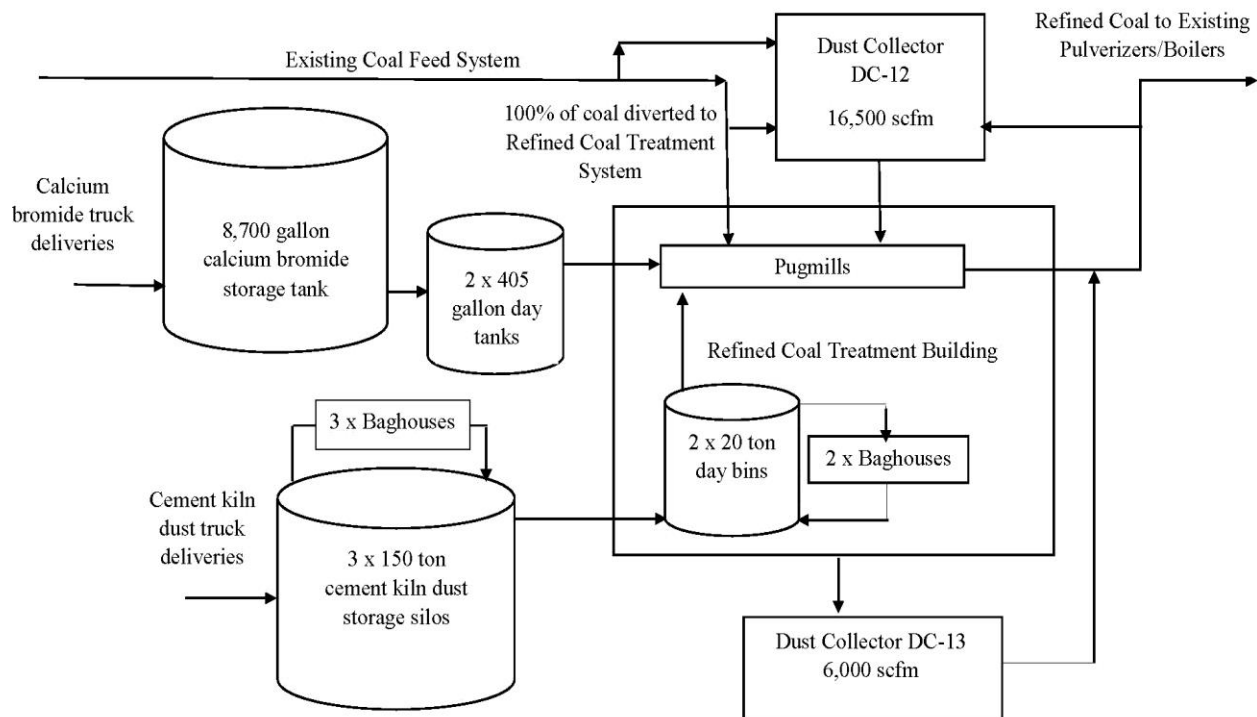 Existing Coal Feed System
Dust Collector
DC-12
16,500 scfm
Refined Coal to Existing
Pulverizers/Boilers
100% of coal diverted to
Refined Coal Treatment
System
Calcium
bromide truck
deliveries
8,700 gallon
calcium bromide
storage tank
2 x 405
gallon day
tanks
Pugmills
Refined Coal Treatment Building
3 x Baghouses
2 x 20 ton
day bins
2 x Baghouses
Cement kiln
dust truck
deliveries
3 x 150 ton
cement kiln dust
storage silos
Dust Collector DC-13
6,000 scfm